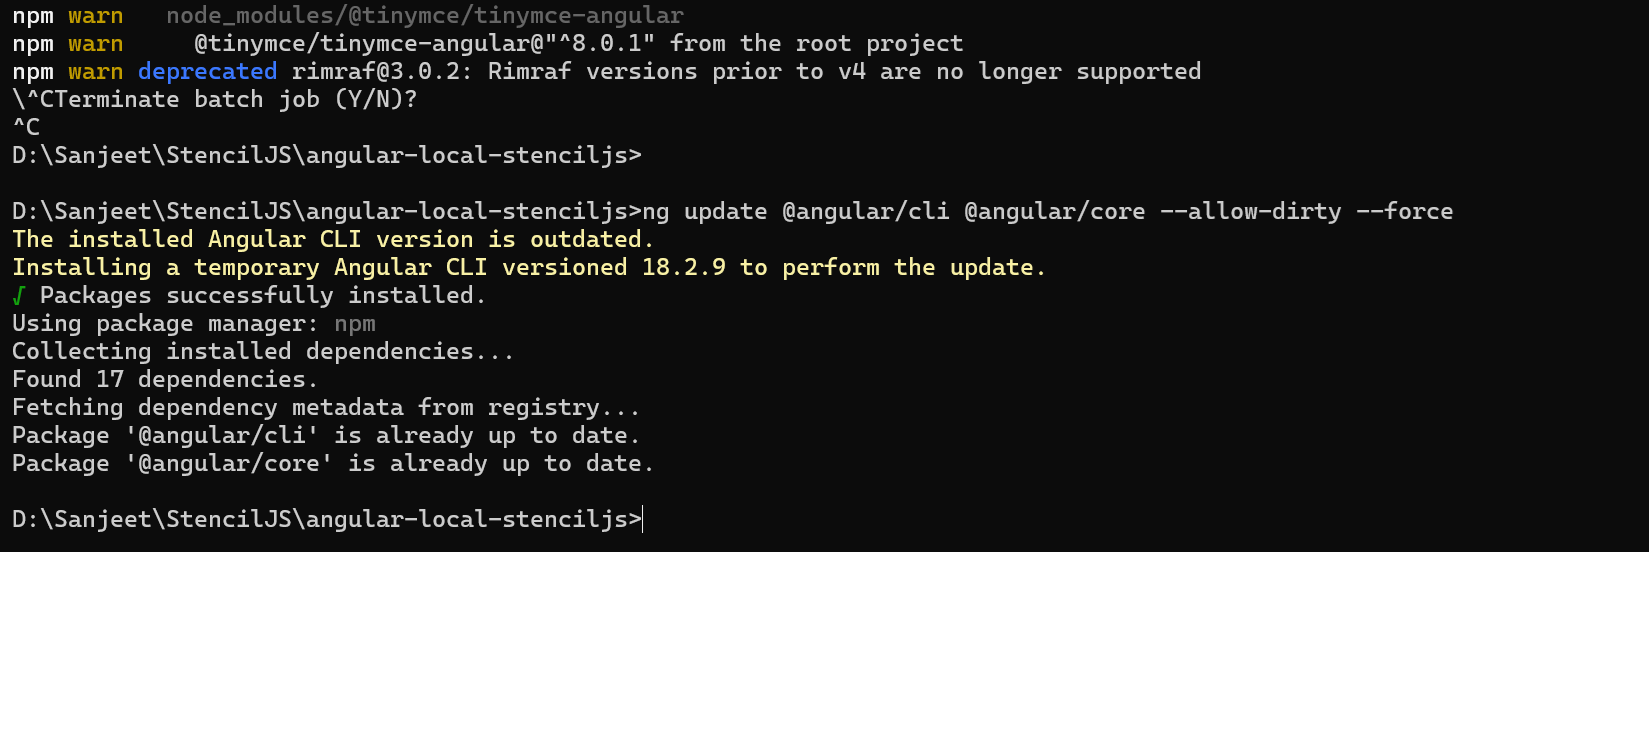 npm warn   node_modules/@tinymce/tinymce-angular
npm warn     @tinymce/tinymce-angular@"^8.0.1" from the root project
npm warn deprecated rimraf@3.0.2: Rimraf versions prior to v4 are no longer supported
\^CTerminate batch job (Y/N)?
^C
D:\Sanjeet\StencilJS\angular-local-stenciljs>
D:\Sanjeet\StencilJS\angular-local-stenciljs>ng update @angular/cli @angular/core --allow-dirty --force
The installed Angular CLI version is outdated.
Installing a temporary Angular CLI versioned 18.2.9 to perform the update.
√ Packages successfully installed.
Using package manager: npm
Collecting installed dependencies...
Found 17 dependencies.
Fetching dependency metadata from registry...
Package '@angular/cli' is already up to date.
Package '@angular/core' is already up to date.
D:\Sanjeet\StencilJS\angular-local-stenciljs>